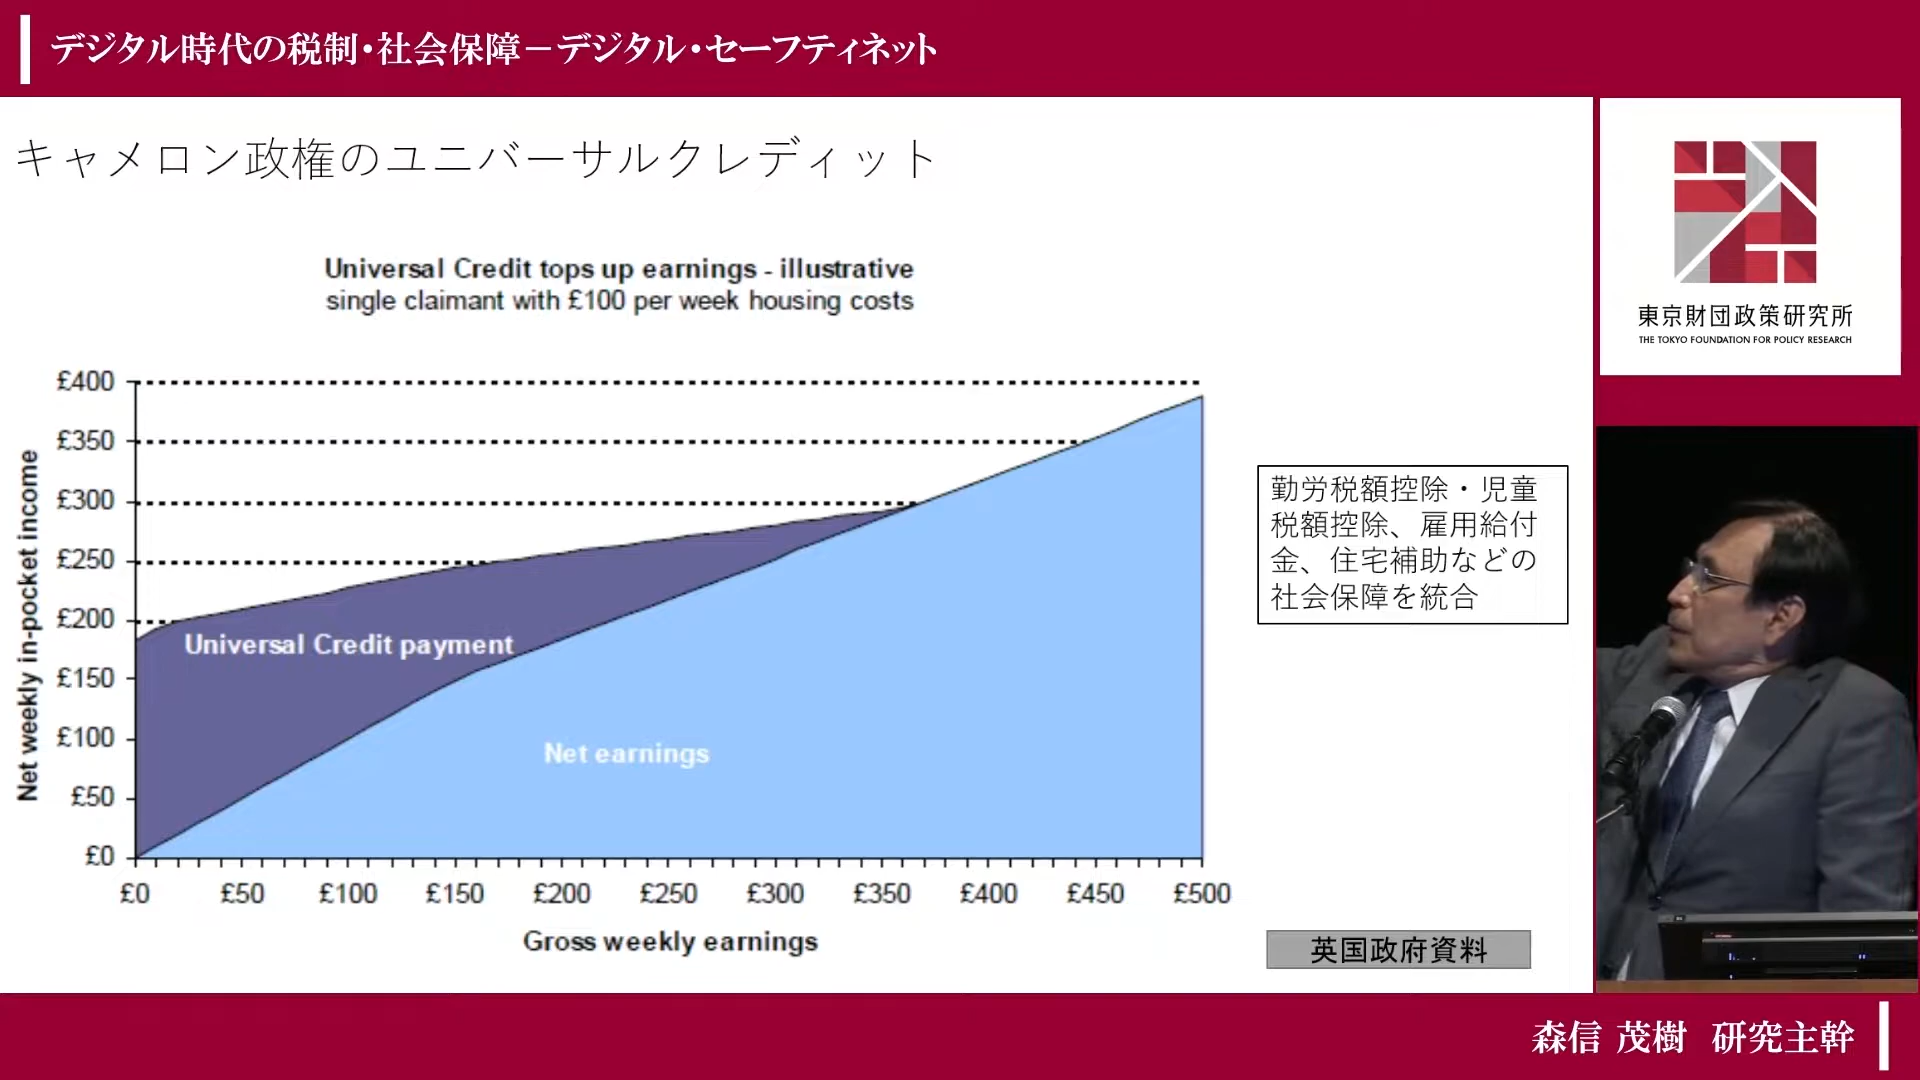 デジタル時代の税制・社会保障－デジタル・セーフティネット
キャメロン政権のユニバーサルクレディット
Universal Credit tops up earnings - illustrative
single claimant with £100 per week housing costs
Net weekly in-pocket income
£400
£350
£300
£250
£200
£150
£100
£50
£0
Universal Credit payment
Net earnings
£0 £50 £100 £150 £200 £250 £300 £350 £400 £450 £500
Gross weekly earnings
勤労税額控除・児童
税額控除、雇用給付
金、住宅補助などの
社会保障を統合
英国政府資料
東京財団政策研究所
THE TOKYO FOUNDATION FOR POLICY RESEARCH
森信 茂樹 研究主幹